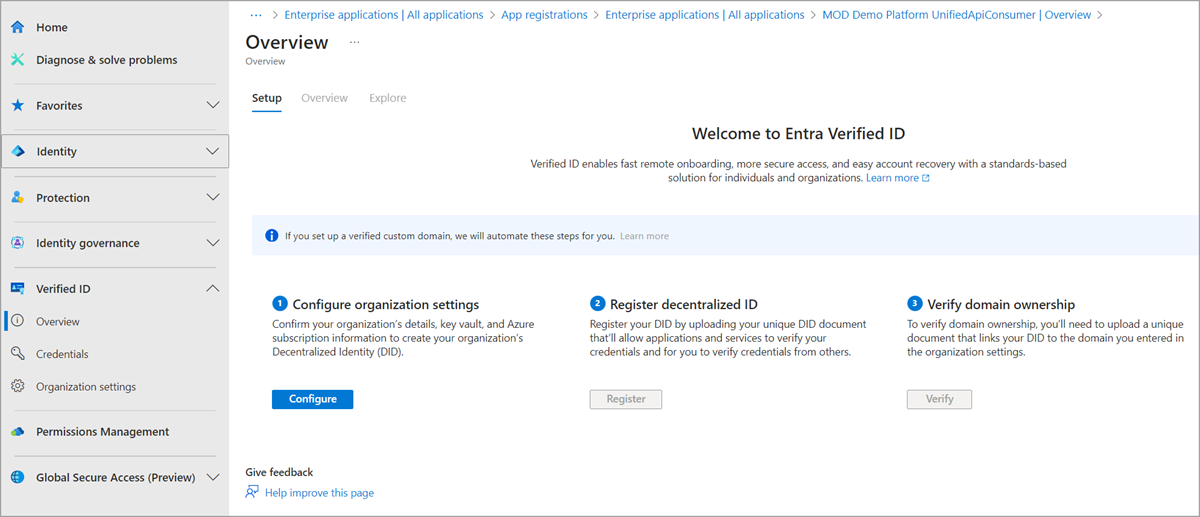 ... > Enterprise applications | All applications > App registrations > Enterprise applications | All applications > MOD Demo Platform UnifiedApiConsumer | Overview >
Home
Diagnose & solve problems
Favorites
Identity
Protection
Identity governance
Verified ID
Overview
Credentials
Organization settings
Permissions Management
Global Secure Access (Preview)
Overview ...
Overview
Setup Overview Explore
Welcome to Entra Verified ID
Verified ID enables fast remote onboarding, more secure access, and easy account recovery with a standards-based
solution for individuals and organizations. Learn more
If you set up a verified custom domain, we will automate these steps for you. Learn more
1 Configure organization settings
Confirm your organization's details, key vault, and Azure
subscription information to create your organization's
Decentralized Identity (DID).
Configure
2 Register decentralized ID
Register your DID by uploading your unique DID document
that'll allow applications and services to verify your
credentials and for you to verify credentials from others.
Register
3 Verify domain ownership
To verify domain ownership, you'll need to upload a unique
document that links your DID to the domain you entered in
the organization settings.
Verify
Give feedback
Help improve this page